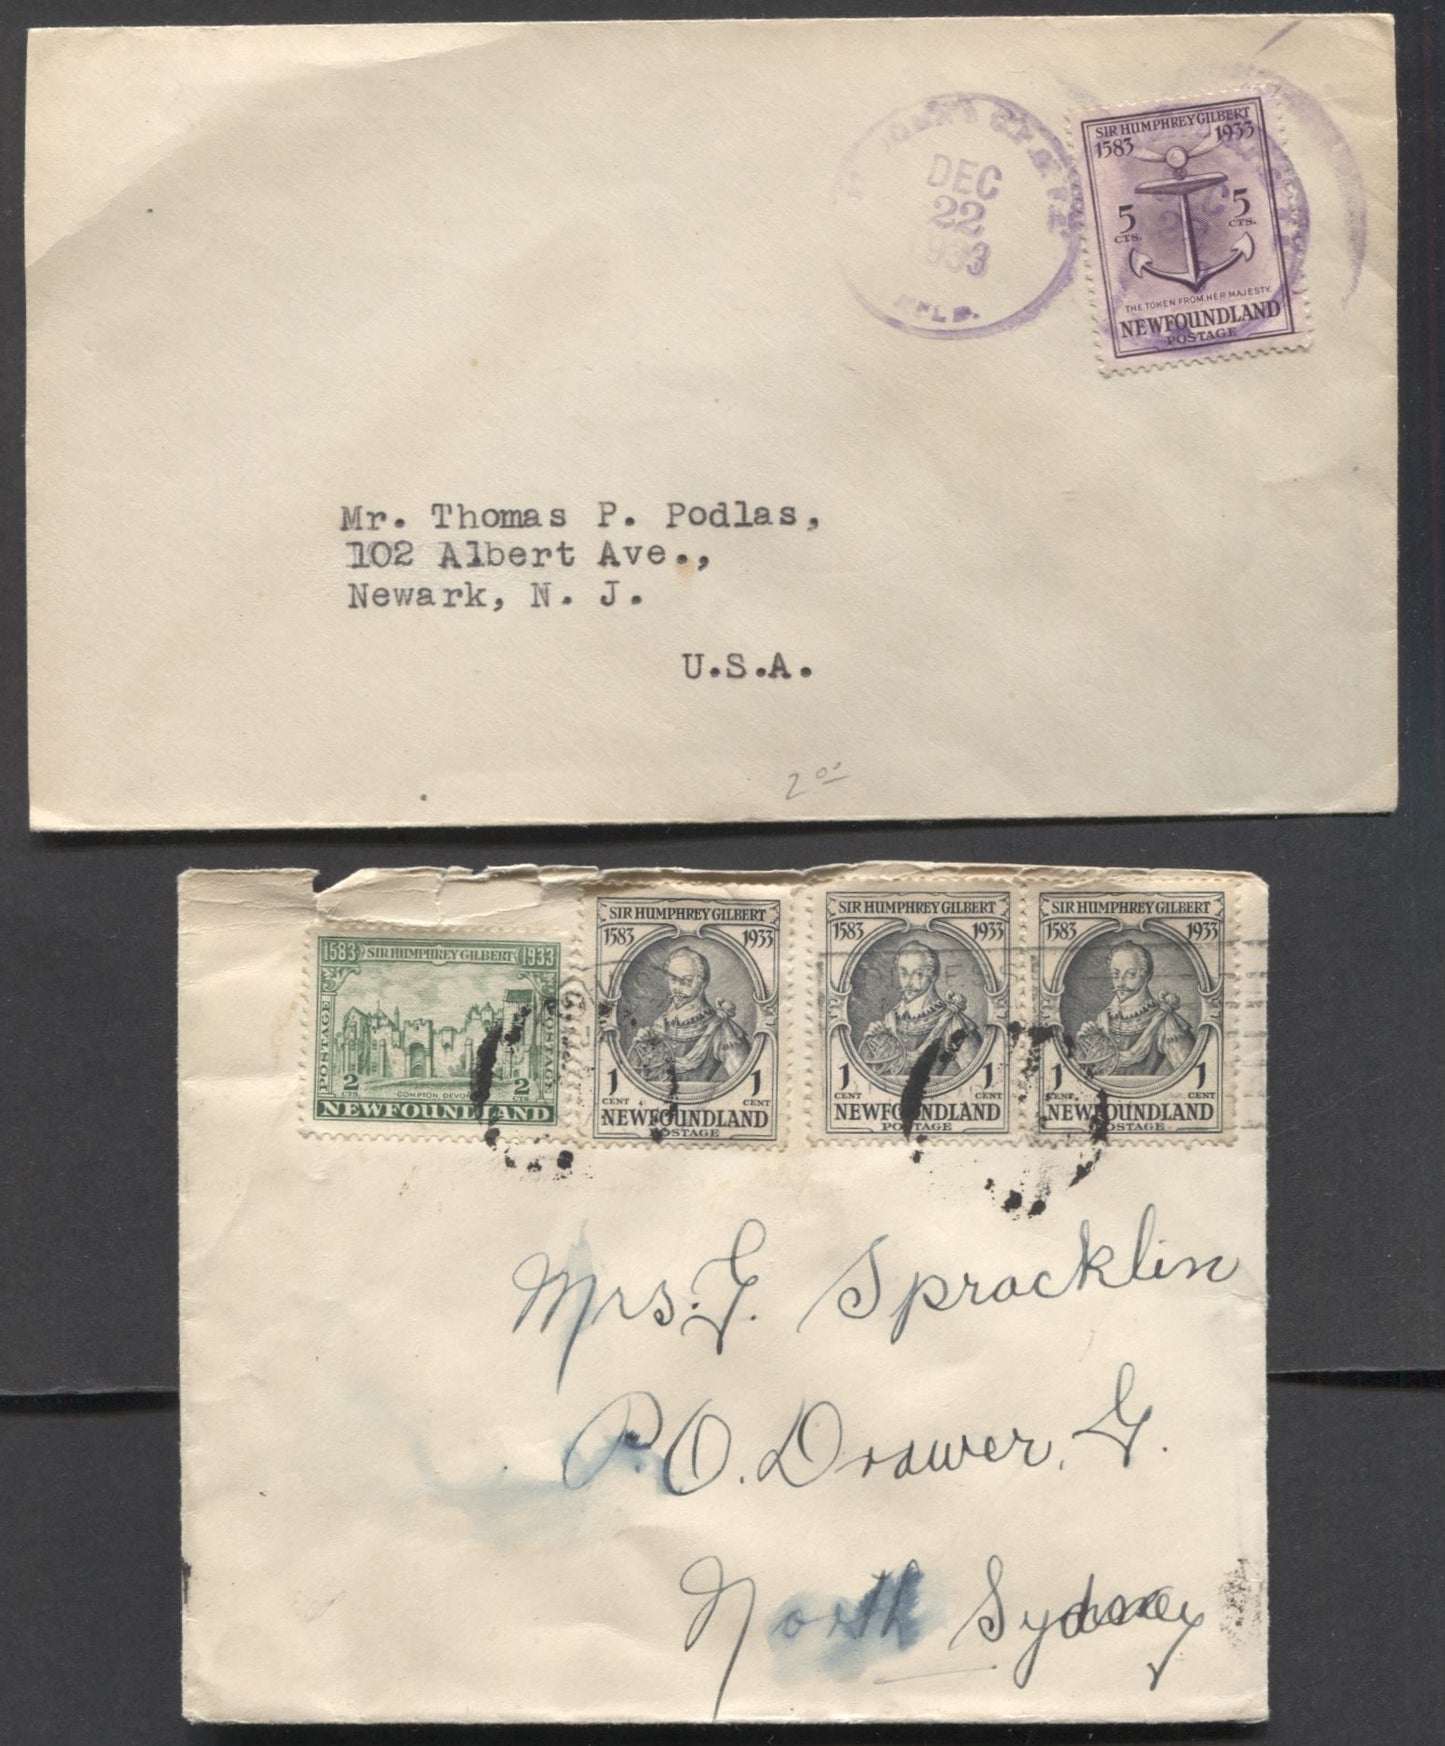 DEC
22
1933
NFLD.
SIR HUMPHREY GILBERT
1583 1933
5 CTS. 5 CTS.
THE TOKEN FROM HER MAJESTY.
NEWFOUNDLAND
POSTAGE
Mr. Thomas P. Podlas,
102 Albert Ave.,
Newark, N. J.
U.S.A.
2 00
1583 SIR HUMPHREY GILBERT 1933
POSTAGE POSTAGE
2 CTS 2 CTS
COMPTON, DEVON
NEWFOUNDLAND
SIR HUMPHREY GILBERT
1583 1933
1 CENT 1 CENT
NEWFOUNDLAND
POSTAGE
SIR HUMPHREY GILBERT
1583 1933
1 CENT 1 CENT
NEWFOUNDLAND
POSTAGE
SIR HUMPHREY GILBERT
1583 1933
1 CENT 1 CENT
NEWFOUNDLAND
POSTAGE
Mrs. G. Spracklin
P.O. Drawer, G.
North Sydney